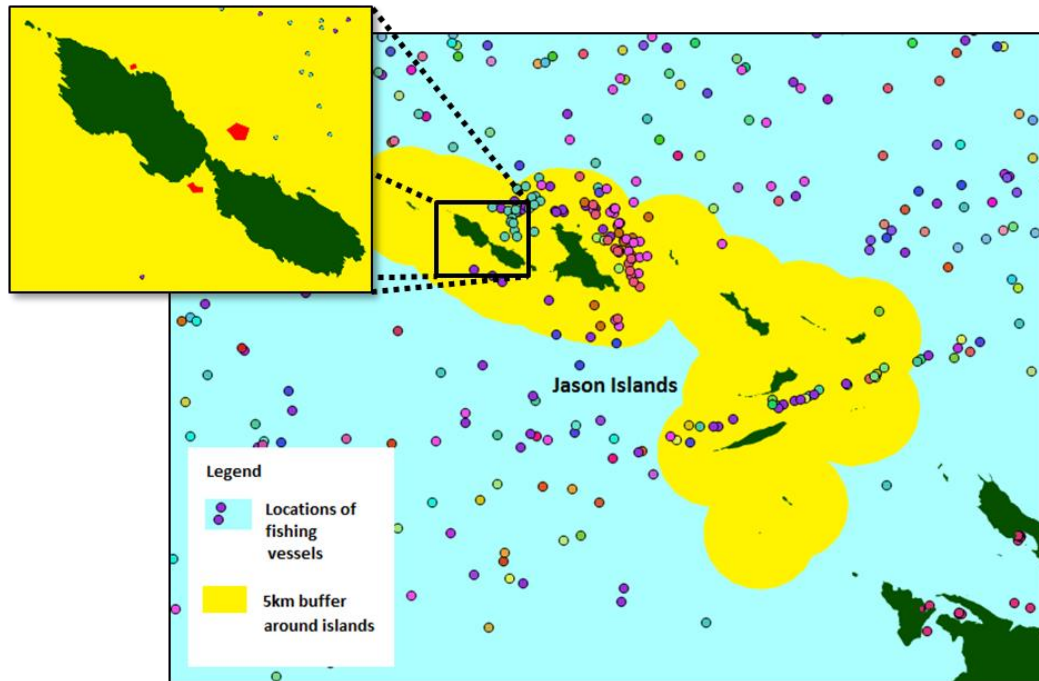 Jason Islands
Legend
Locations of
fishing
vessels
5km buffer
around islands